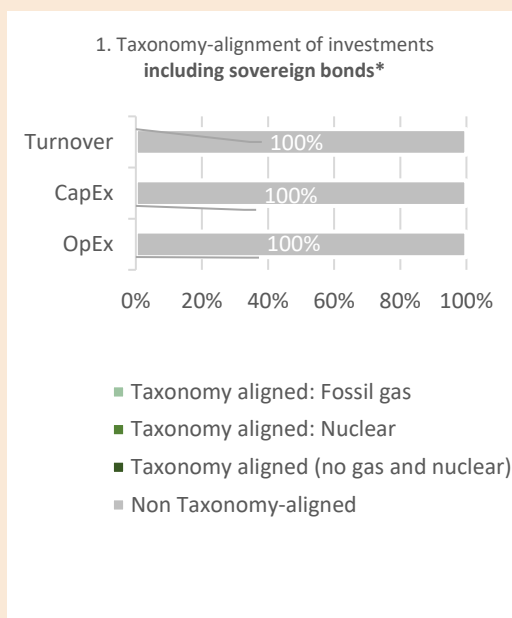 1. Taxonomy-alignment of investments
including sovereign bonds*
Turnover
100%
CapEx
100%
OpEx
100%
0% 20% 40% 60% 80% 100%
Taxonomy aligned: Fossil gas
Taxonomy aligned: Nuclear
Taxonomy aligned (no gas and nuclear)
Non Taxonomy-aligned